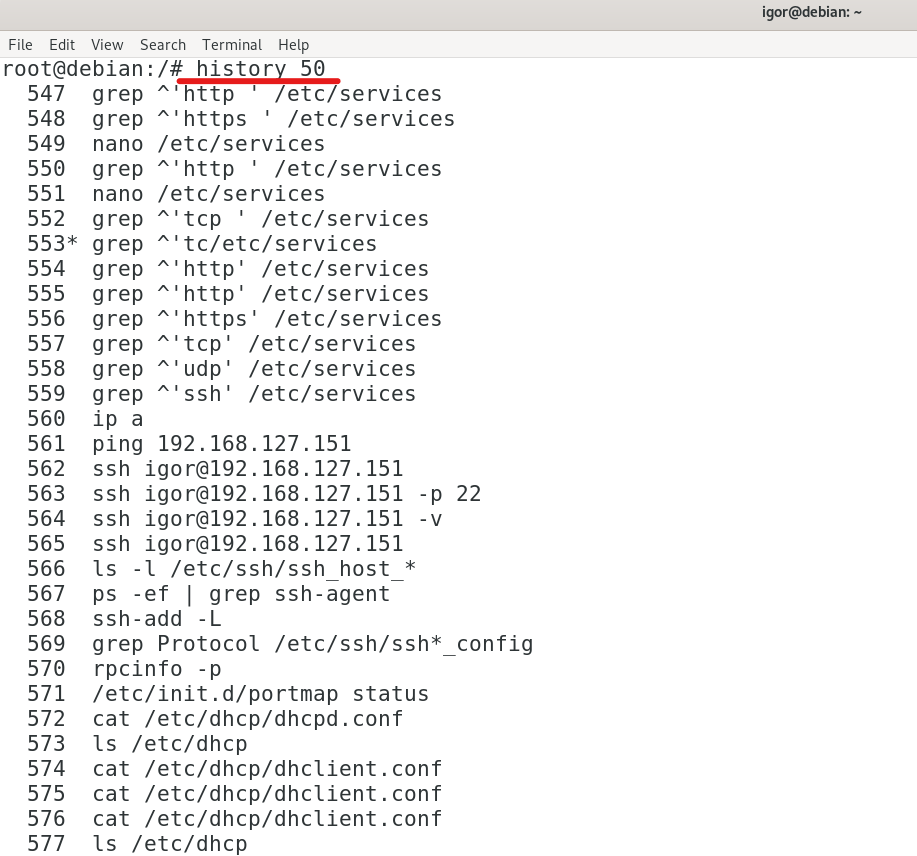 igor@debian: ~
File Edit View Search Terminal Help
root@debian:/# history 50
547 grep ^'http ' /etc/services
548 grep ^'https ' /etc/services
549 nano /etc/services
550 grep ^'http ' /etc/services
551 nano /etc/services
552 grep ^'tcp ' /etc/services
553* grep ^'tc/etc/services
554 grep ^'http' /etc/services
555 grep ^'http' /etc/services
556 grep ^'https' /etc/services
557 grep ^'tcp' /etc/services
558 grep ^'udp' /etc/services
559 grep ^'ssh' /etc/services
560 ip a
561 ping 192.168.127.151
562 ssh igor@192.168.127.151
563 ssh igor@192.168.127.151 -p 22
564 ssh igor@192.168.127.151 -v
565 ssh igor@192.168.127.151
566 ls -l /etc/ssh/ssh_host_*
567 ps -ef | grep ssh-agent
568 ssh-add -L
569 grep Protocol /etc/ssh/ssh*_config
570 rpcinfo -p
571 /etc/init.d/portmap status
572 cat /etc/dhcp/dhcpd.conf
573 ls /etc/dhcp
574 cat /etc/dhcp/dhclient.conf
575 cat /etc/dhcp/dhclient.conf
576 cat /etc/dhcp/dhclient.conf
577 ls /etc/dhcp